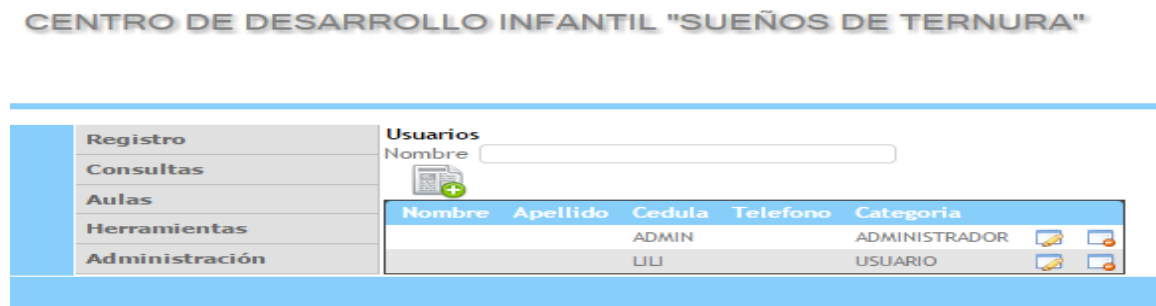 CENTRO DE DESARROLLO INFANTIL "SUEÑOS DE TERNURA"
Registro
Consultas
Aulas
Herramientas
Administración
Usuarios
Nombre
Nombre Apellido Cedula Telefono Categoria
ADMIN ADMINISTRADOR
LILI USUARIO